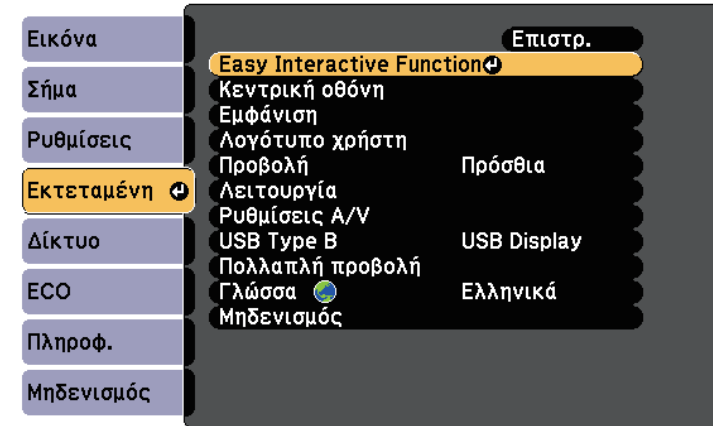 Εικόνα
Σήμα
Ρυθμίσεις
Εκτεταμένη
Δίκτυο
ECO
Πληροφ.
Μηδενισμός
Επιστρ.
Easy Interactive Function
Κεντρική οθόνη
Εμφάνιση
Λογότυπο χρήστη
Προβολή Πρόσθια
Λειτουργία
Ρυθμίσεις A/V
USB Type B USB Display
Πολλαπλή προβολή
Γλώσσα Ελληνικά
Μηδενισμός